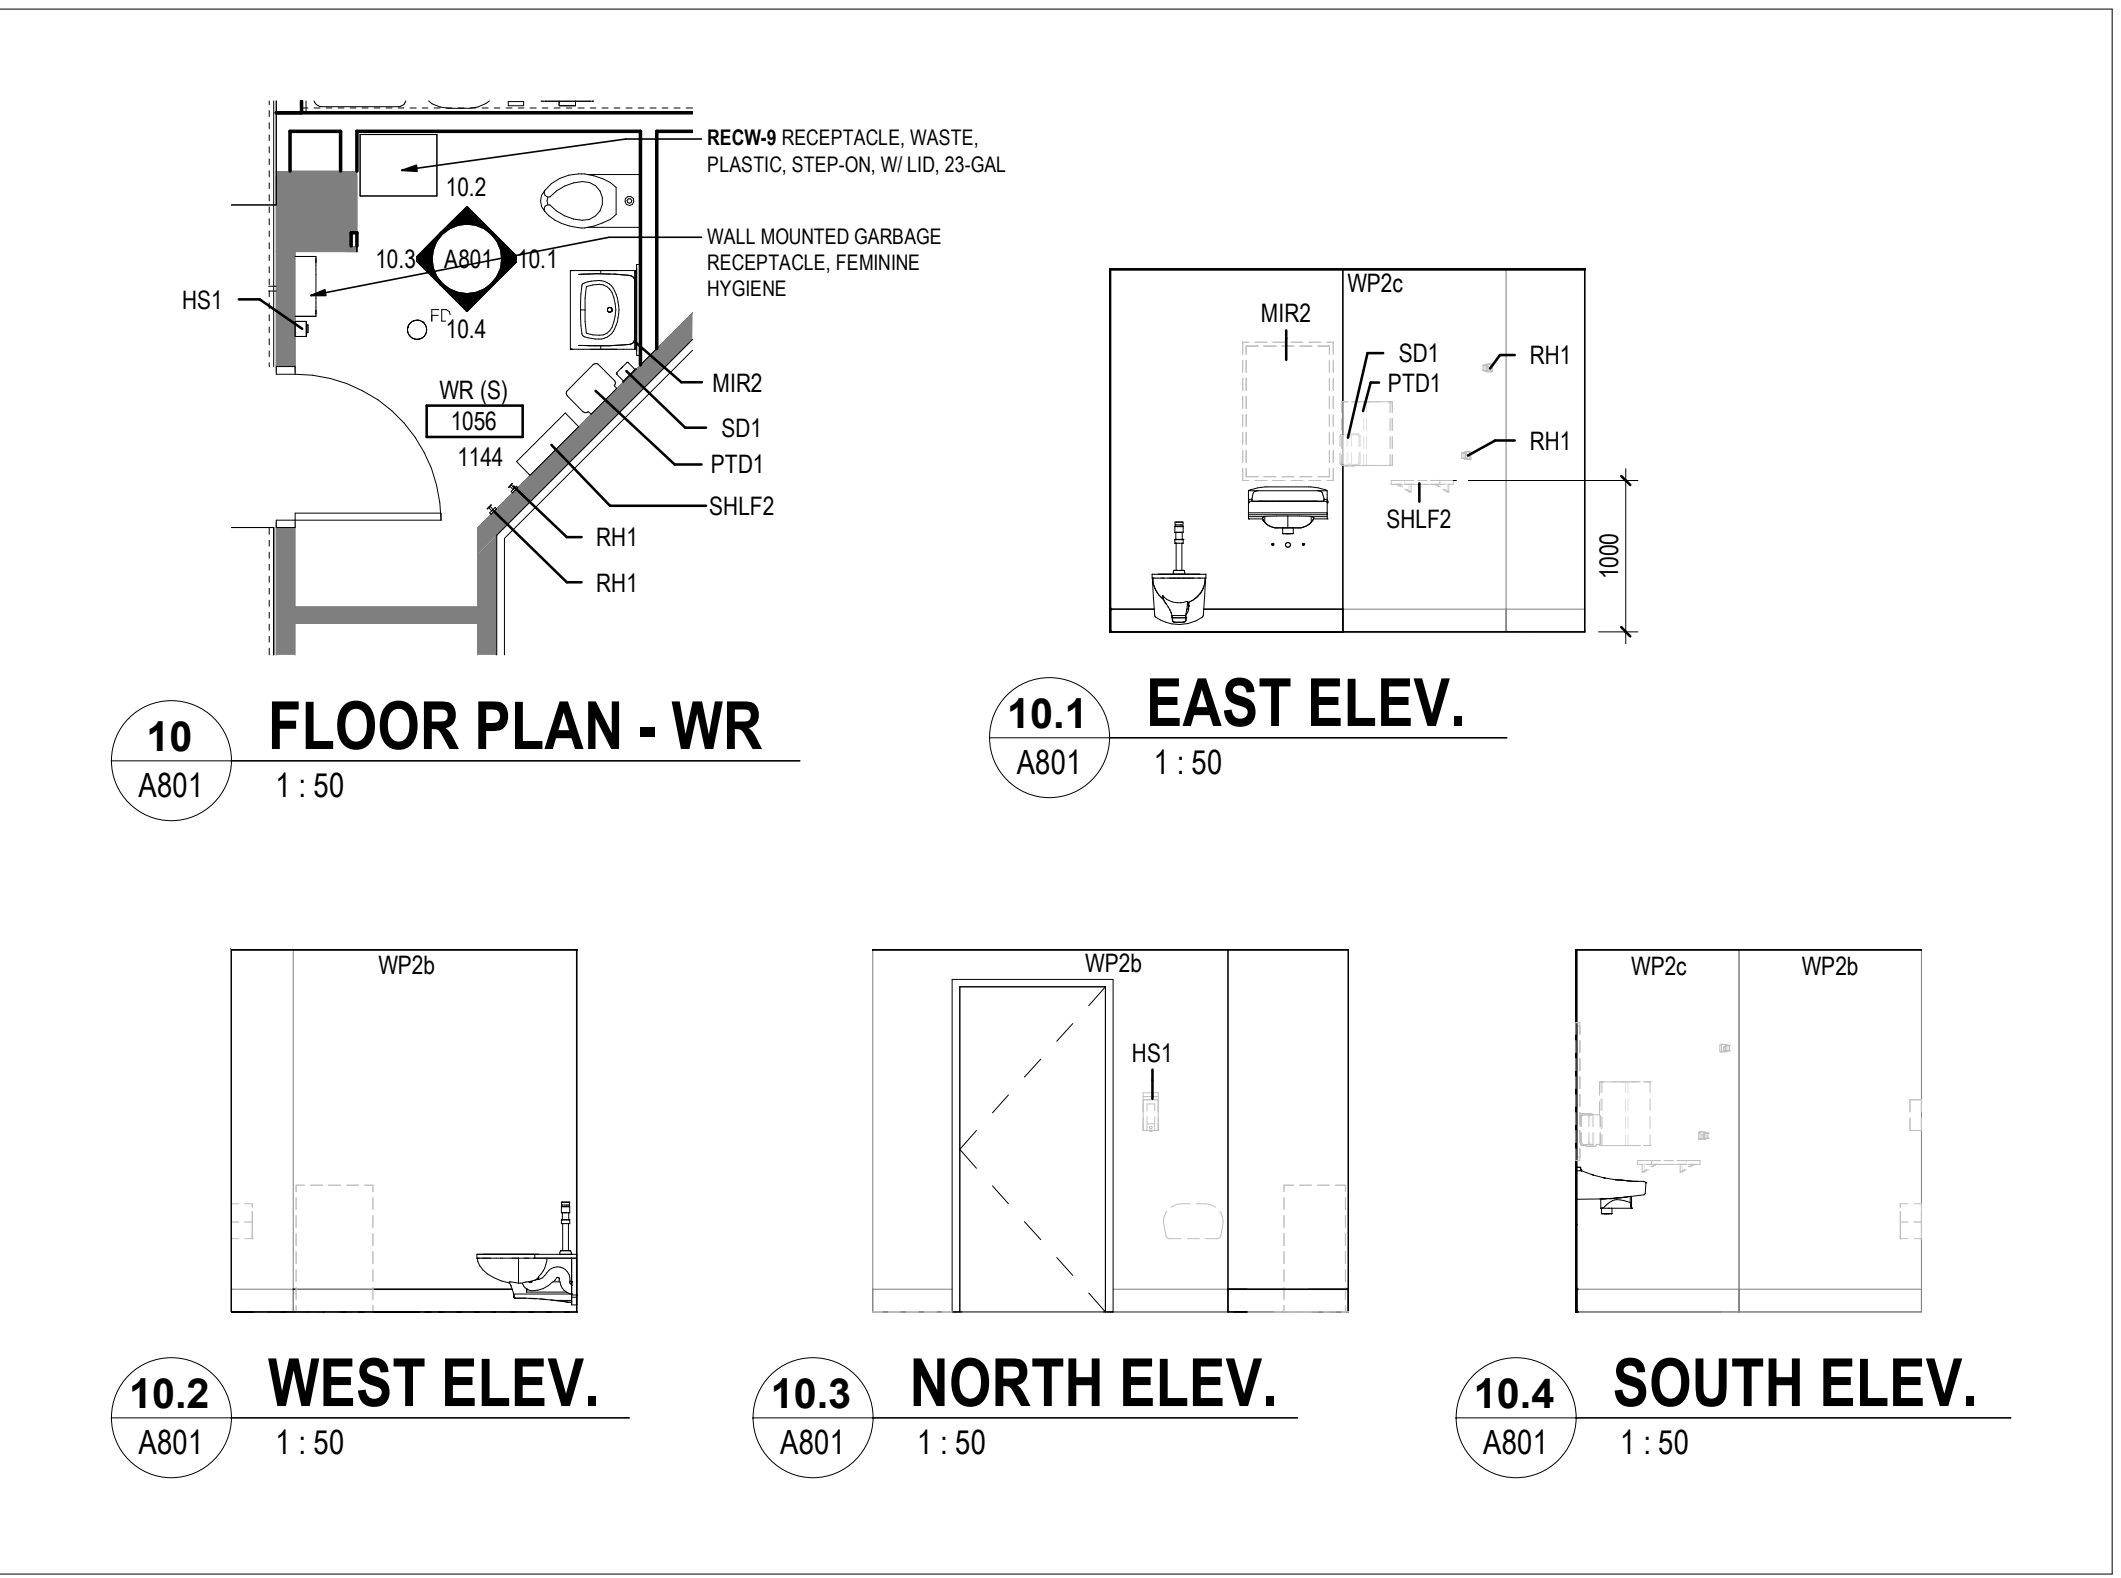 RECW-9 RECEPTACLE, WASTE,
PLASTIC, STEP-ON, W/ LID, 23-GAL
10.2
WALL MOUNTED GARBAGE
RECEPTACLE, FEMININE
HYGIENE
10.3
A801
10.1
HS1
FD
10.4
WR (S)
1056
1144
MIR2
SD1
PTD1
SHLF2
RH1
RH1
10
A801
FLOOR PLAN - WR
1 : 50
WP2c
MIR2
SD1
PTD1
RH1
RH1
SHLF2
1000
10.1
A801
EAST ELEV.
1 : 50
WP2b
10.2
A801
WEST ELEV.
1 : 50
WP2b
HS1
10.3
A801
NORTH ELEV.
1 : 50
WP2c
WP2b
10.4
A801
SOUTH ELEV.
1 : 50